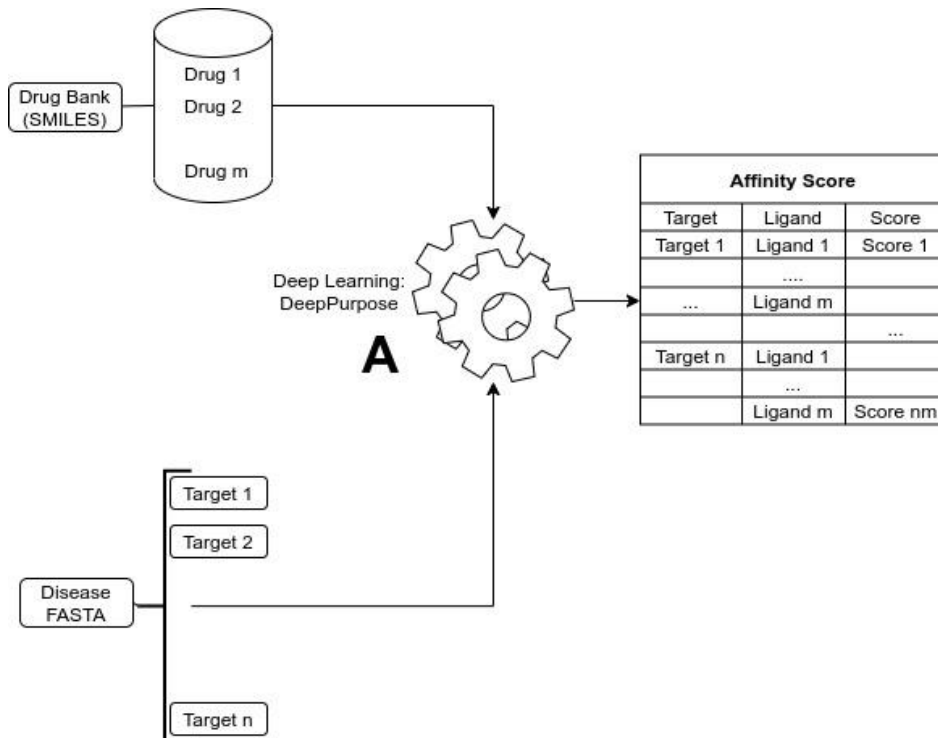 Drug Bank
(SMILES)
Drug 1
Drug 2
Drug m
Deep Learning:
DeepPurpose
A
Affinity Score
Target Ligand Score
Target 1 Ligand 1 Score 1
....
... Ligand m
...
Target n Ligand 1
...
Ligand m Score nm
Disease
FASTA
Target 1
Target 2
Target n